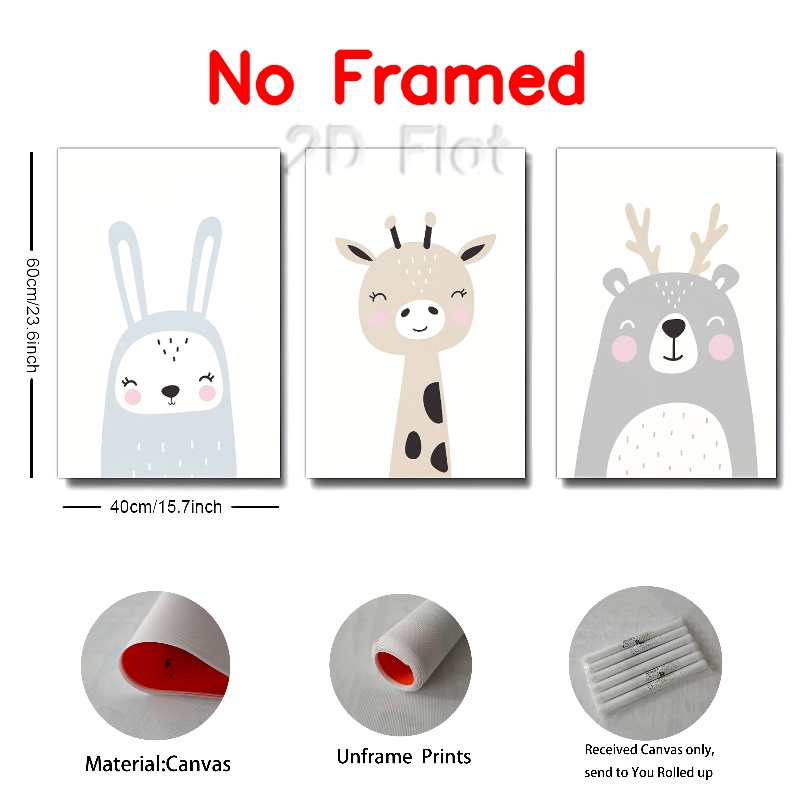 No Framed
2D Flat
60cm/23.6inch
40cm/15.7inch
Material:Canvas
Unframe Prints
Received Canvas only,
send to You Rolled up